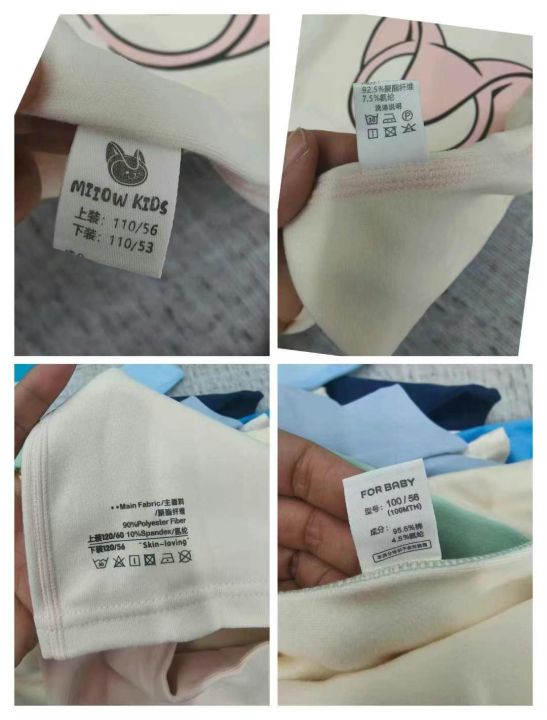 MIIOW KIDS
上装：110/56
下装：110/53
92.5%聚酯纤维
7.5%氨纶
洗涤说明
**Main Fabric/主面料
/聚酯纤维
90%Polyester Fiber
上装120/60 10%Spandex/氨纶
下装120/56 "Skin-loving"
FOR BABY
型号：100/56
(100MTH)
成分：95.5%棉
4.5%氨纶